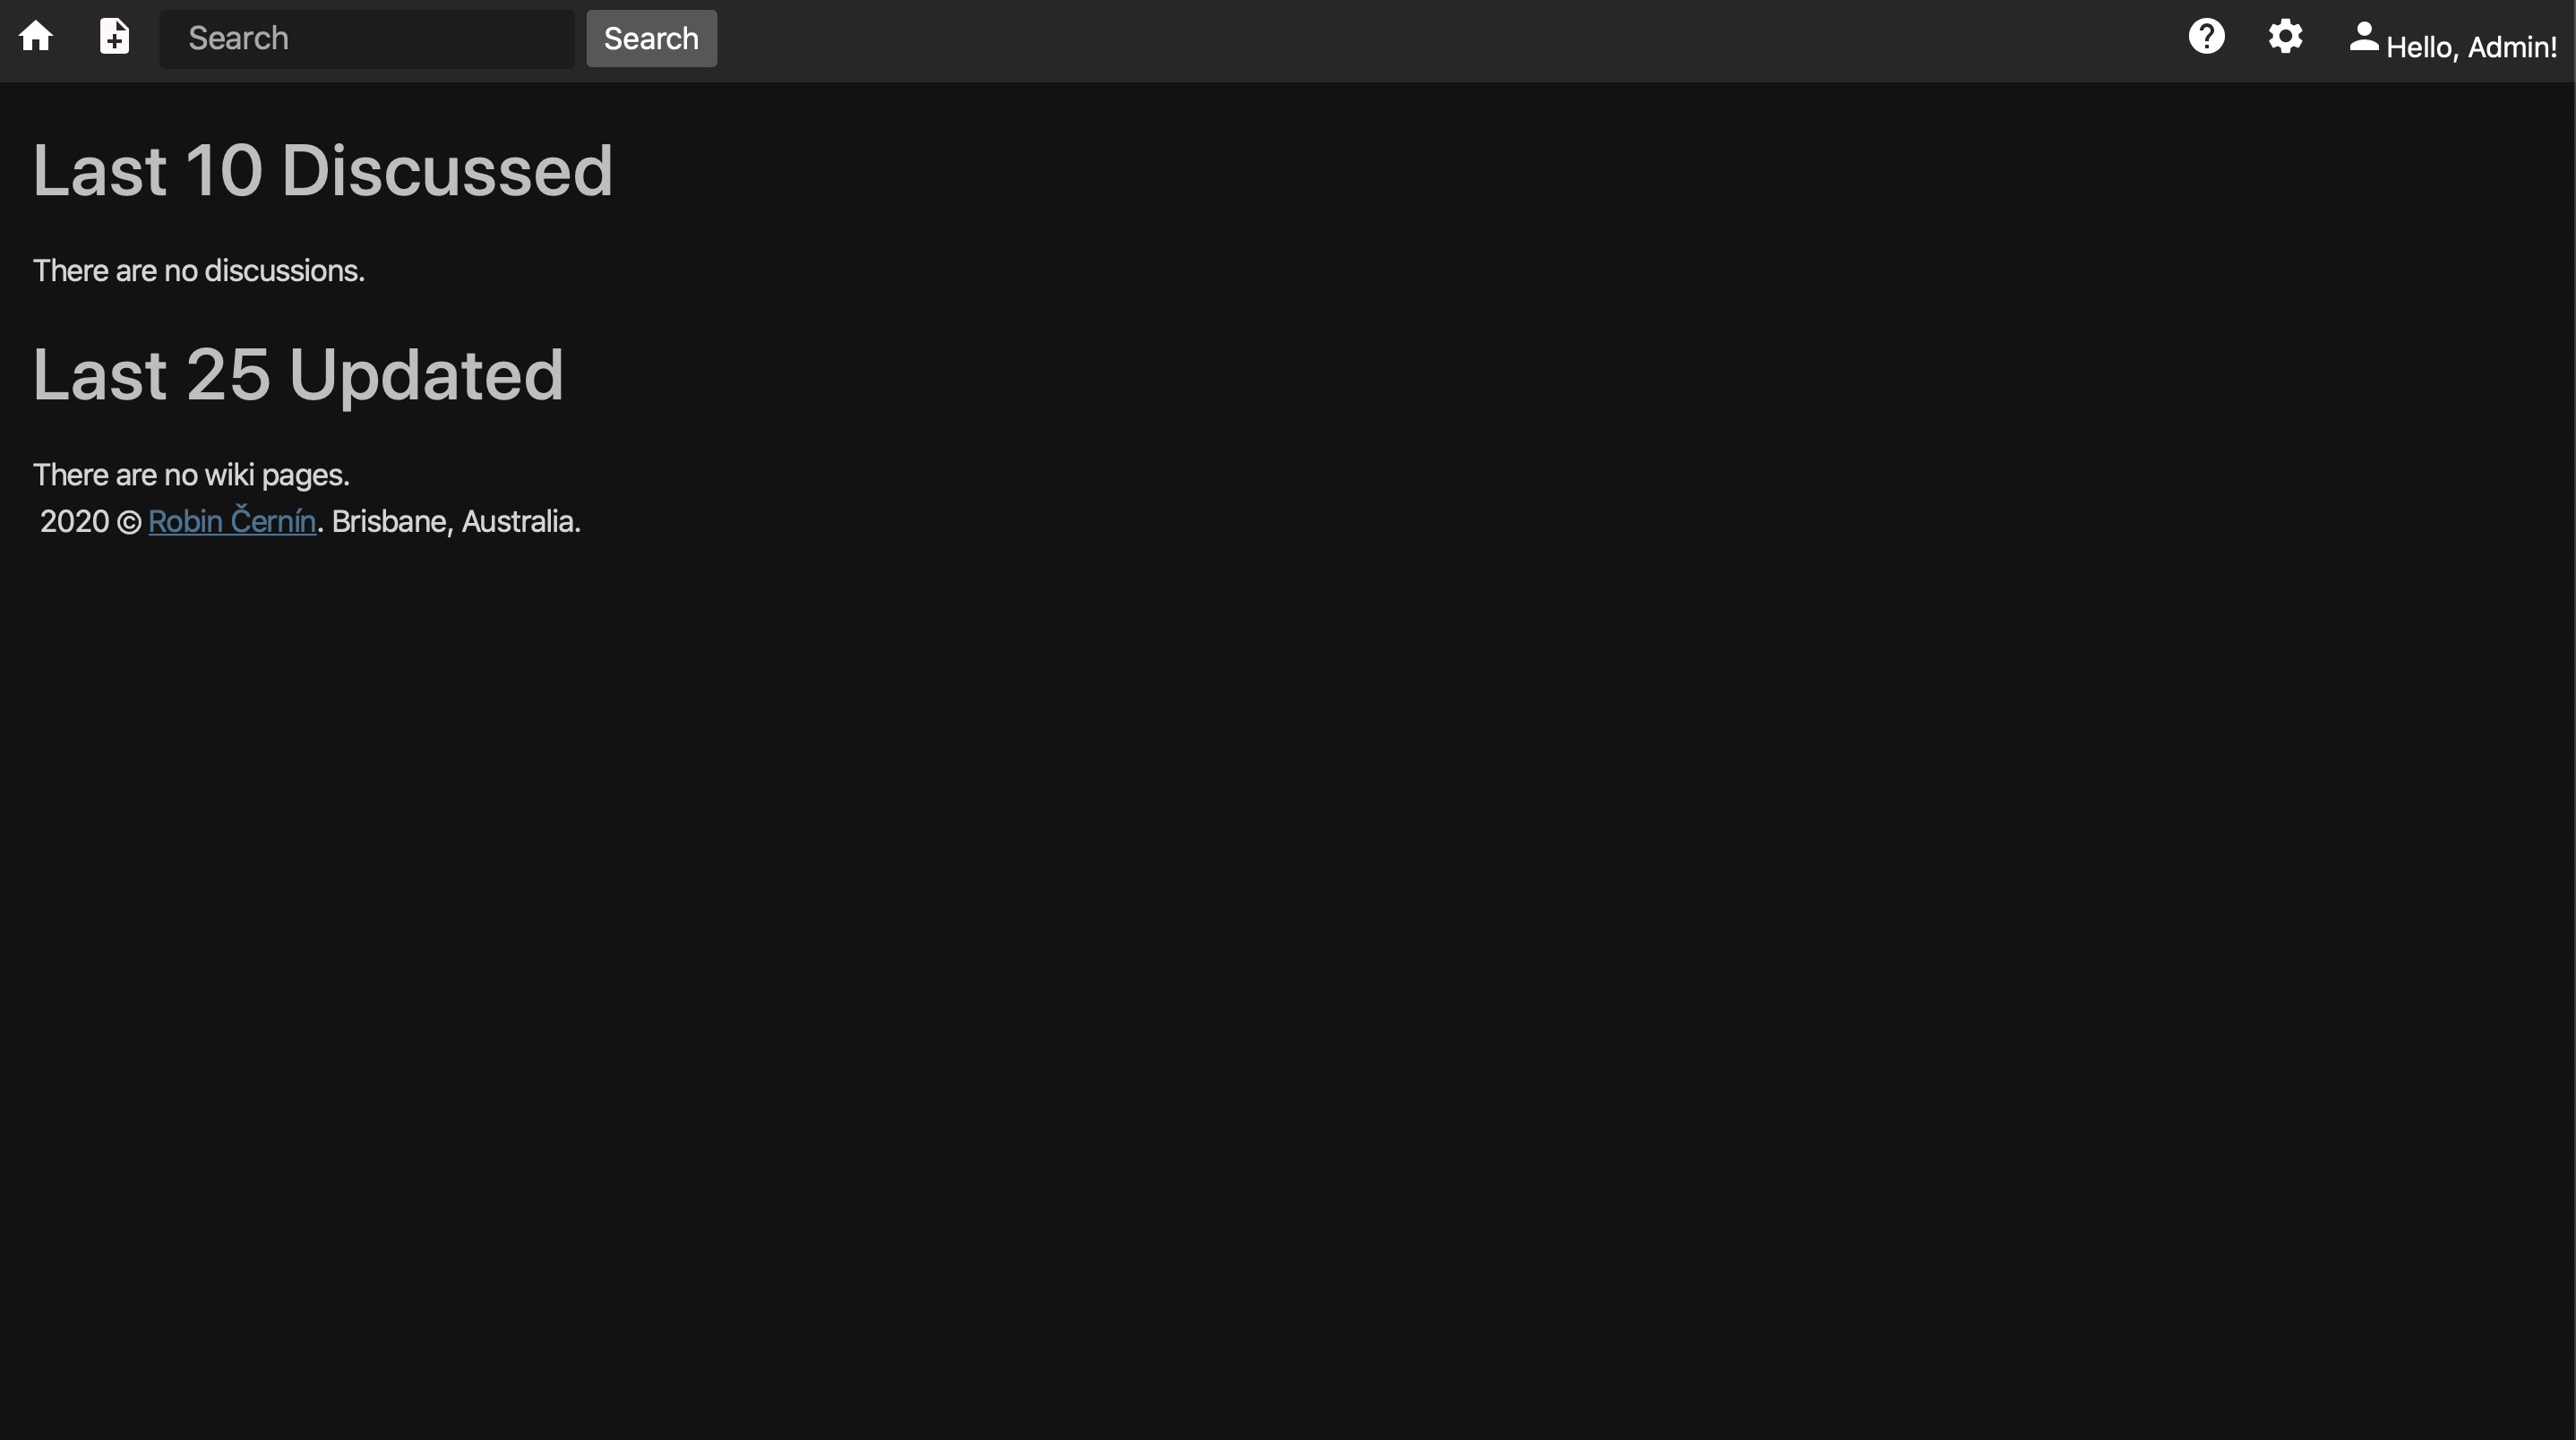 Search Search Hello, Admin!
Last 10 Discussed
There are no discussions.
Last 25 Updated
There are no wiki pages.
2020 © Robin Černín. Brisbane, Australia.